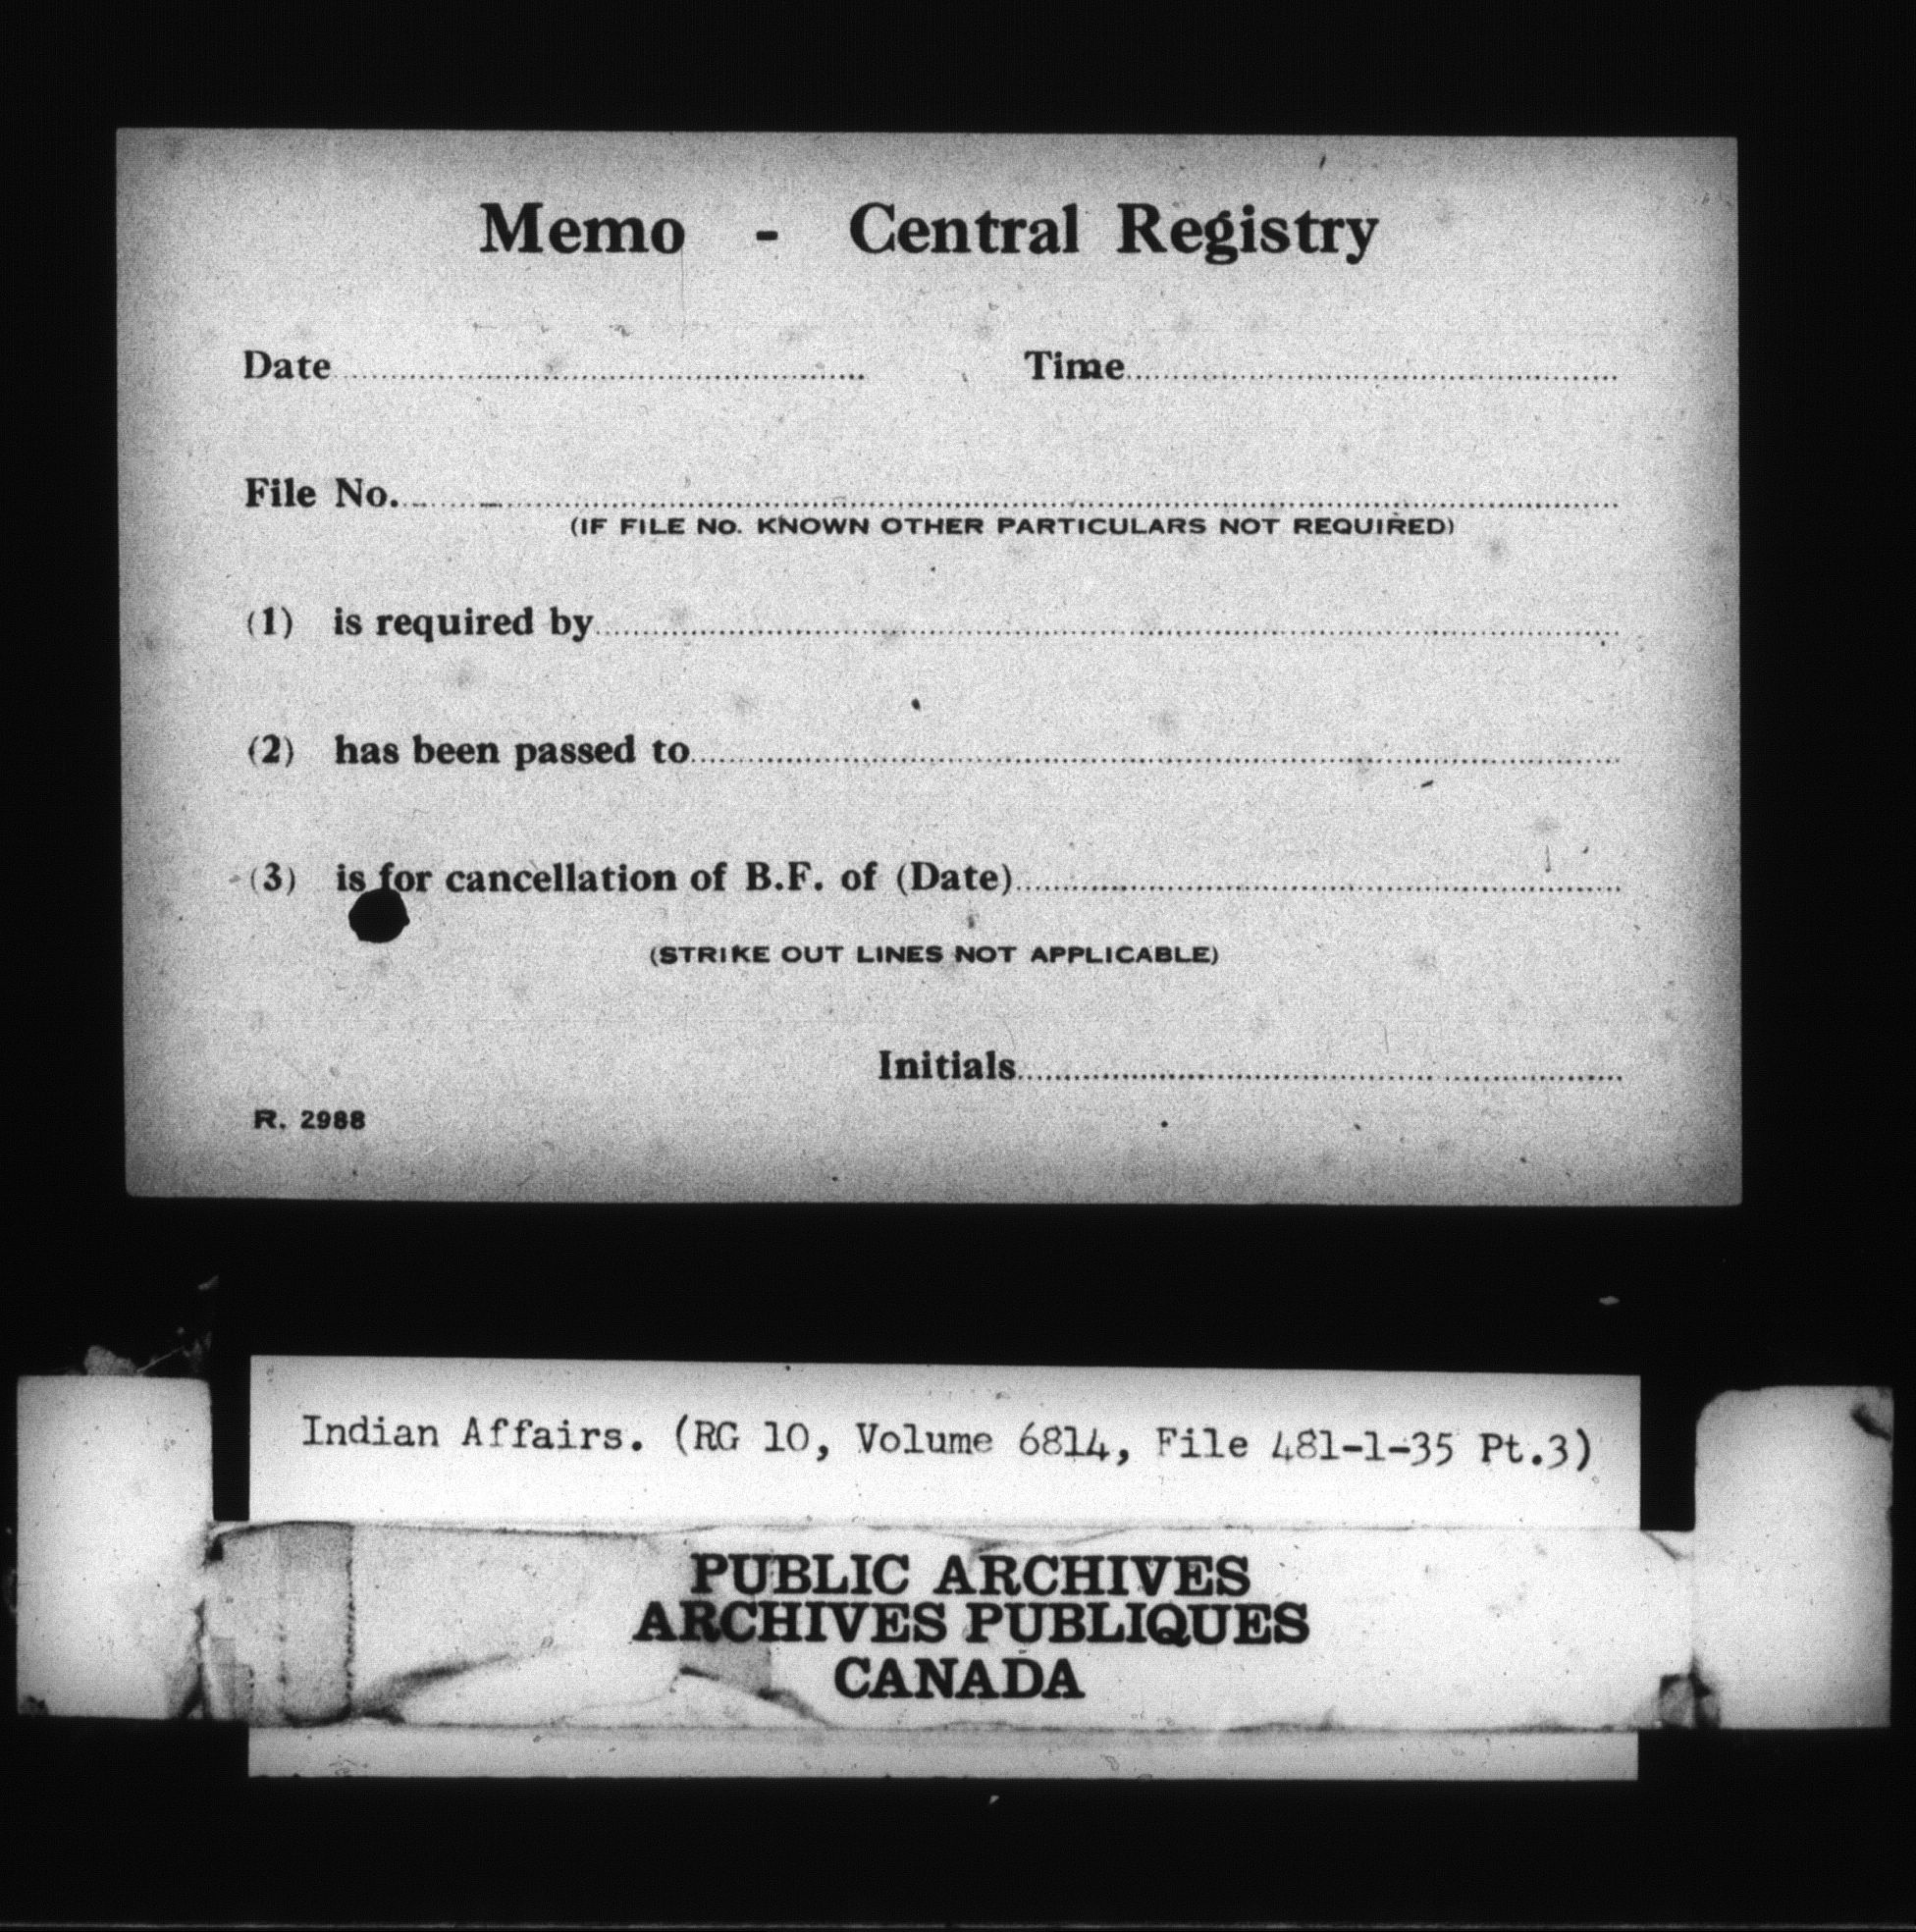 Memo - Central Registry
Date Time
File No.
(IF FILE No. KNOWN OTHER PARTICULARS NOT REQUIRED)
(1) is required by
(2) has been passed to
(3) is for cancellation of B.F. of (Date)
(STRIKE OUT LINES NOT APPLICABLE)
Initials
R. 2988
Indian Affairs. (RG 10, Volume 6814, File 481-1-35 Pt.3)
PUBLIC ARCHIVES
ARCHIVES PUBLIQUES
CANADA